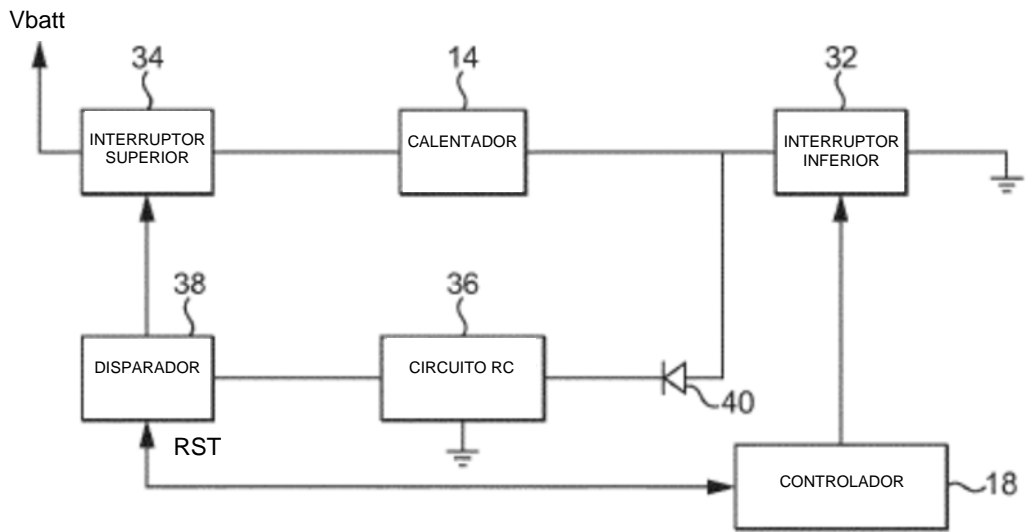 Vbatt
34
14
32
INTERRUPTOR
SUPERIOR
CALENTADOR
INTERRUPTOR
INFERIOR
38
36
DISPARADOR
CIRCUITO RC
40
RST
CONTROLADOR
18